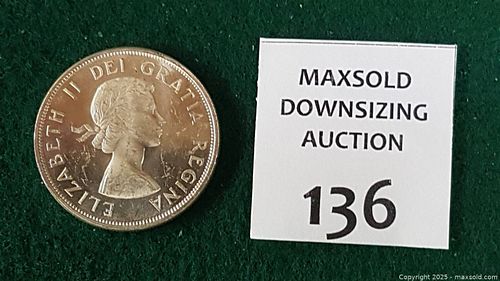 ELIZABETH II DEI·GRATIA REGINA
MAXSOLD
DOWNSIZING
AUCTION
136
Copyright © 2025 - maxsold.com